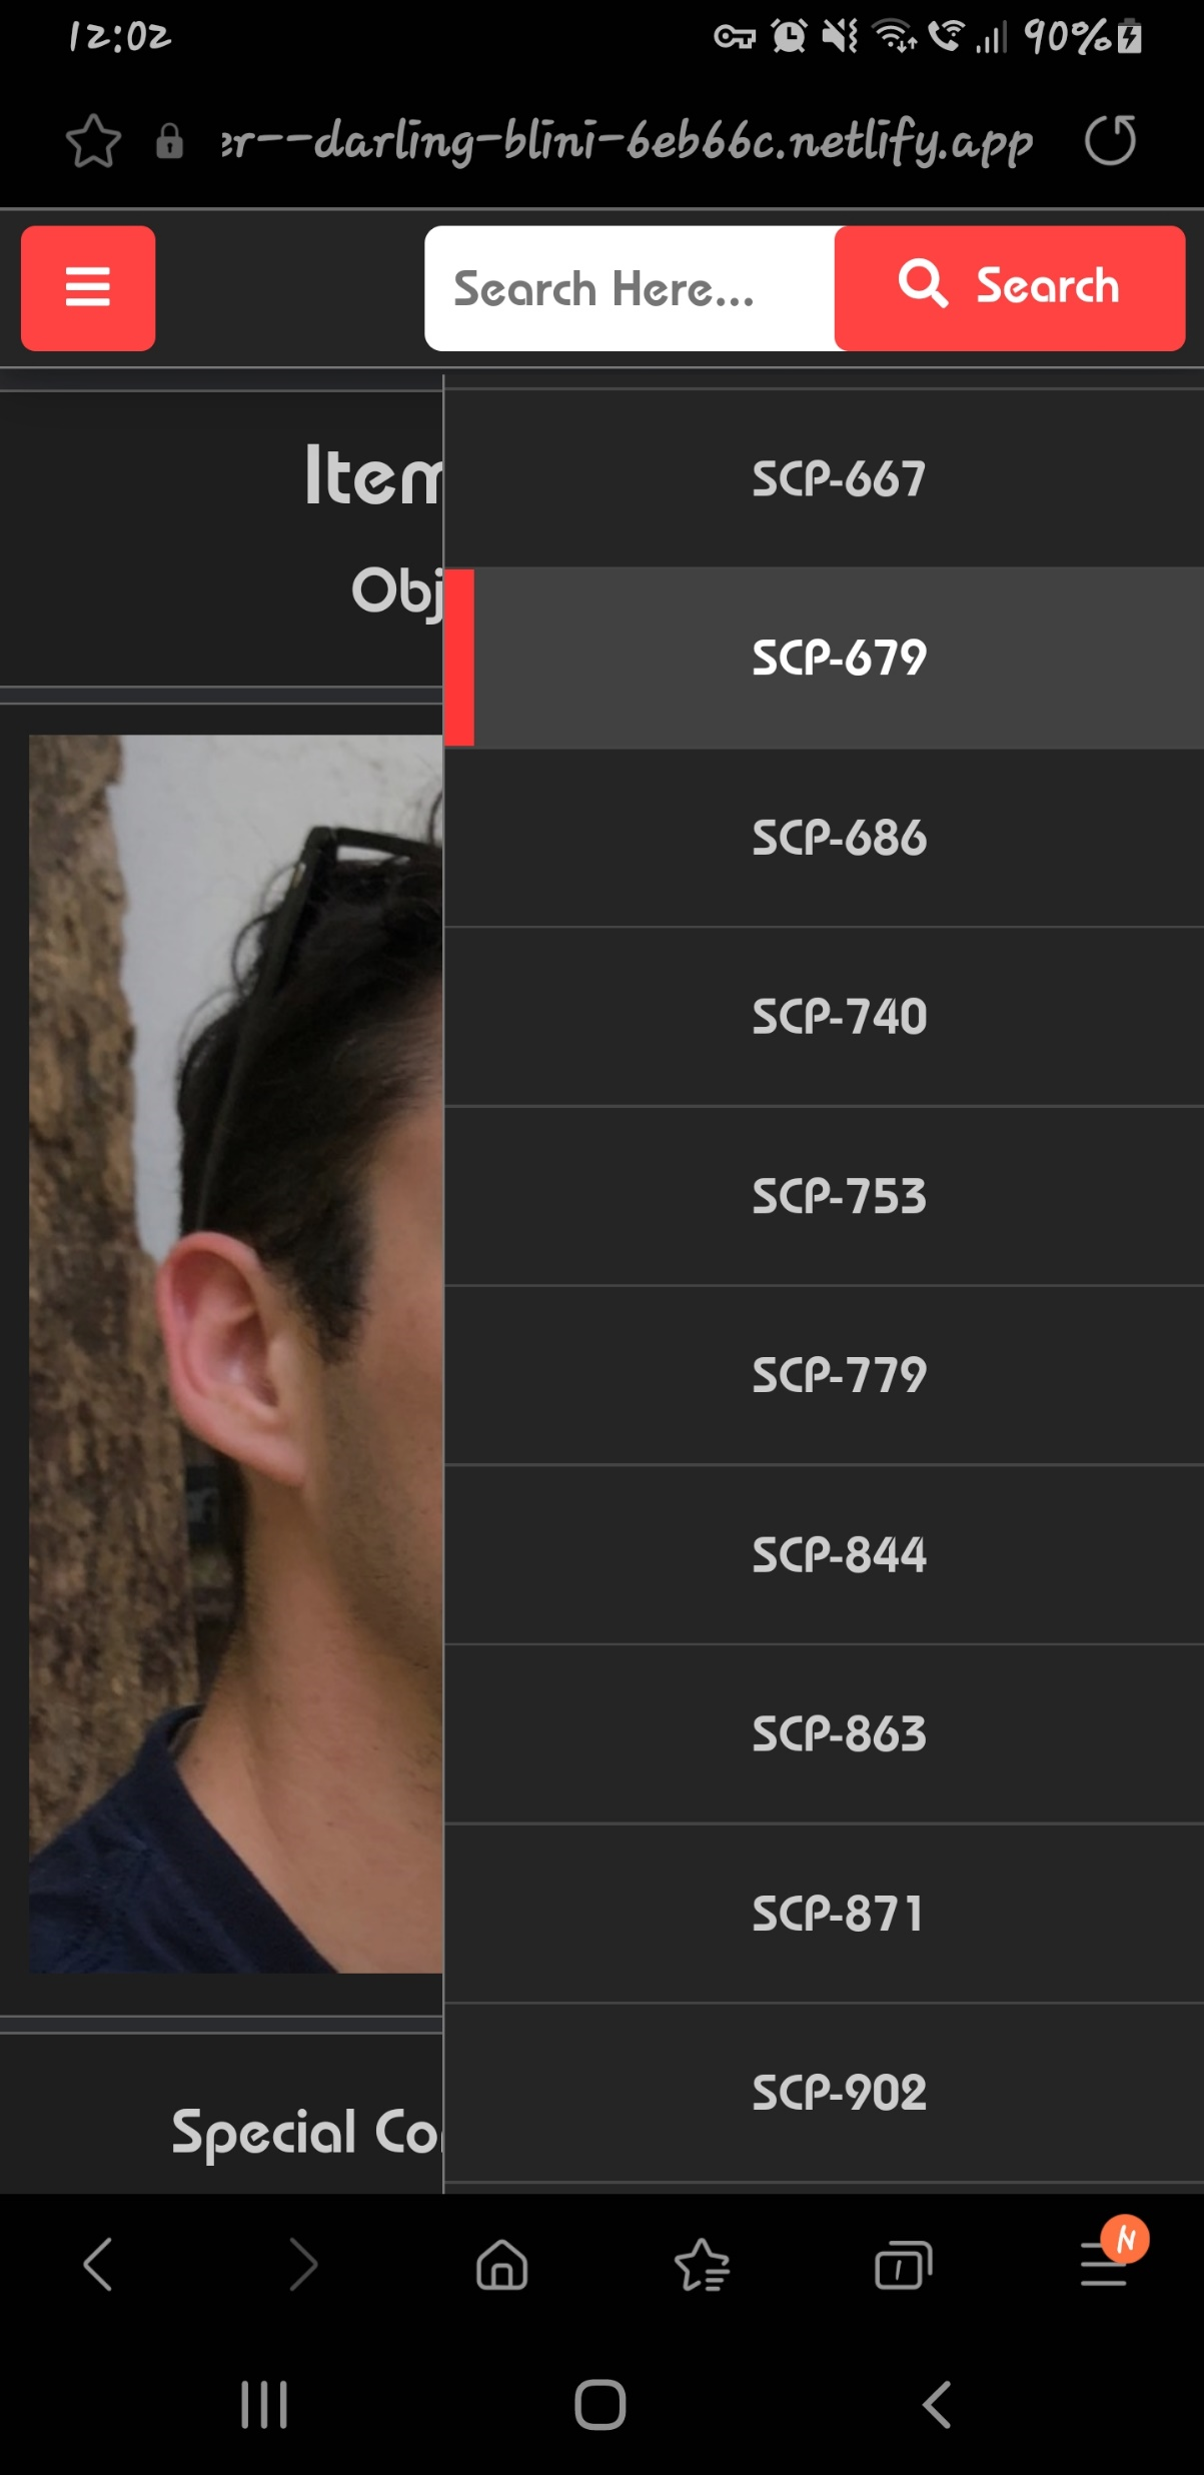 12:02
90%
er--darling-blini-6eb66c.netlify.app
Search Here...
Search
Item
Obj
SCP-667
SCP-679
SCP-686
SCP-740
SCP-753
SCP-779
SCP-844
SCP-863
SCP-871
SCP-902
Special Co
1
N